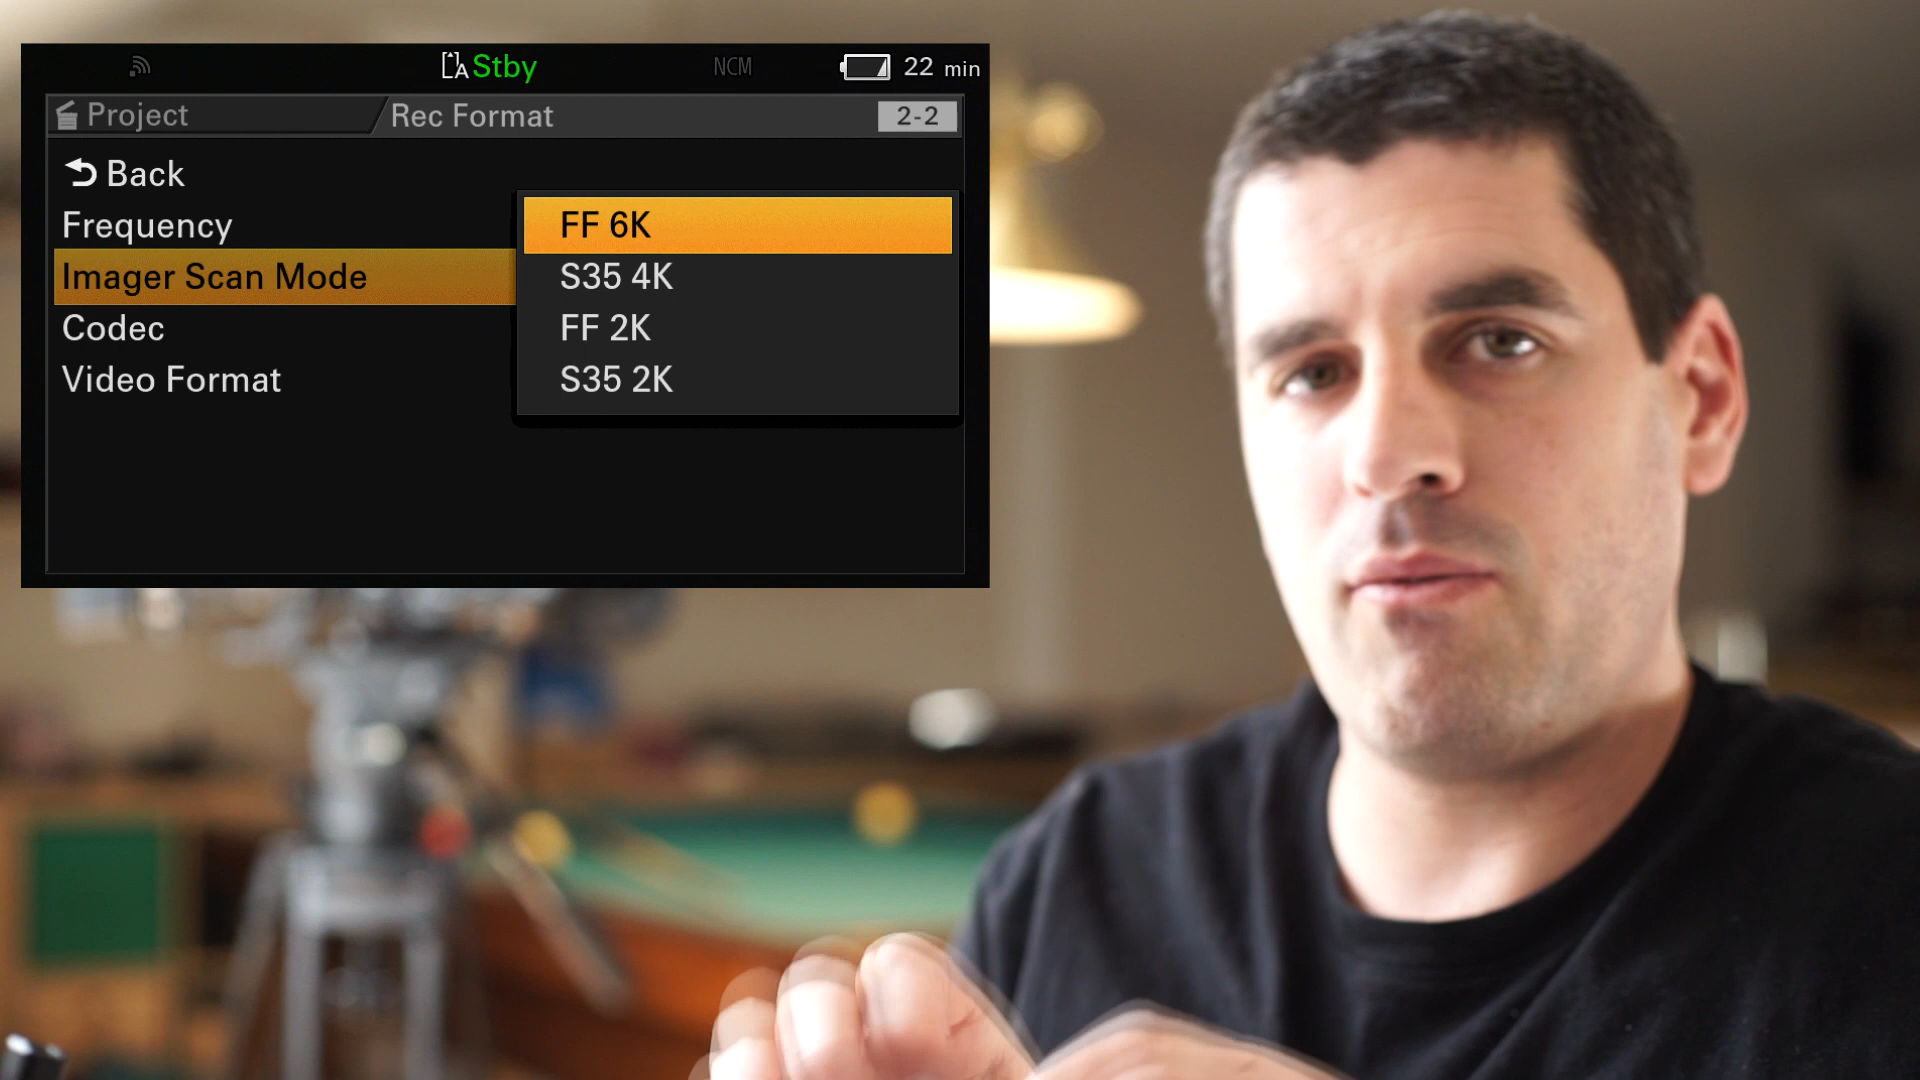 A Stby NCM 22 min
Project Rec Format 2-2
Back
Frequency FF 6K
Imager Scan Mode S35 4K
Codec FF 2K
Video Format S35 2K